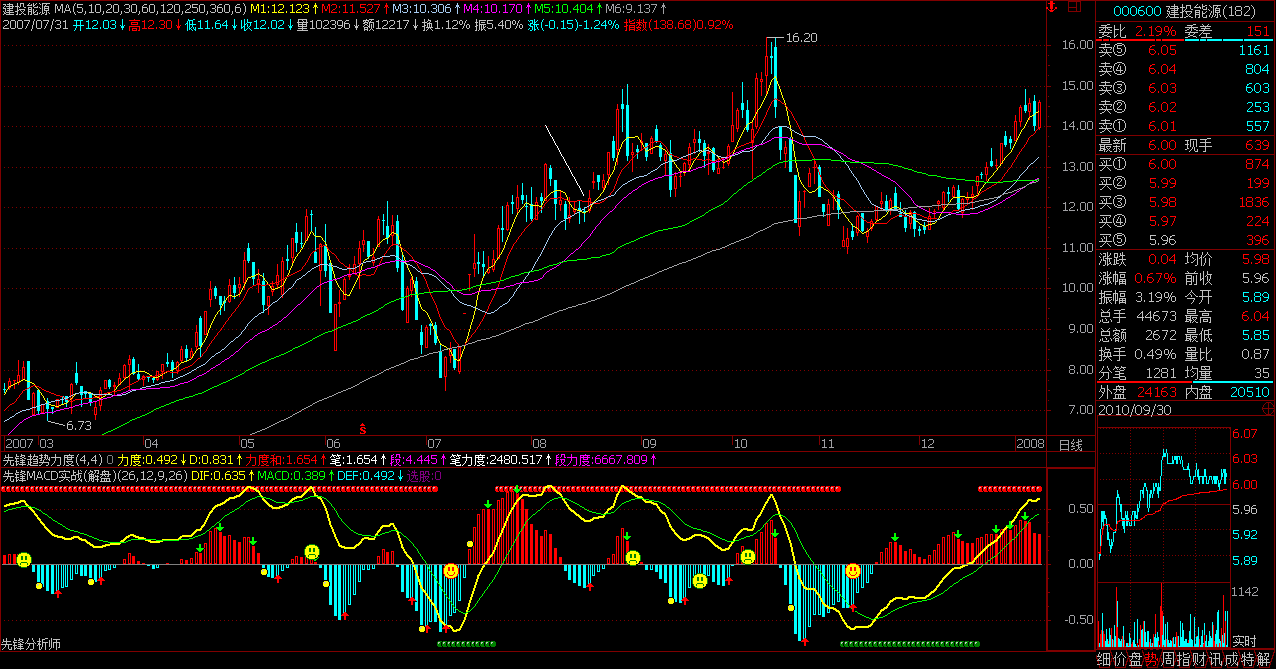 建投能源 MA(5,10,20,30,60,120,250,360,6) M1:12.123↑M2:11.527↑M3:10.306↑M4:10.170↑M5:10.404↑M6:9.137↑
2007/07/31 开12.03↓高12.30↓低11.64↓收12.02↓量102396↓额12217↓换1.12% 振5.40% 涨(-0.15)-1.24% 指数(138.68)0.92%
16.20
6.73
16.00
15.00
14.00
13.00
12.00
11.00
10.00
9.00
8.00
7.00
2007 03 04 05 06 07 08 09 10 11 12 2008 日线
先锋趋势力度(4,4) 0 力度:0.492↓D:0.831↑力度和:1.654↑笔:1.654↑段:4.445↑笔力度:2480.517↑段力度:6667.809↑
先锋MACD实战(解盘)(26,12,9,26) DIF:0.635↑MACD:0.389↑DEF:0.492↓选股:0
0.50
0.00
-0.50
先锋分析师
000600 建投能源(182)
委比 2.19% 委差 151
卖⑤ 6.05 1161
卖④ 6.04 804
卖③ 6.03 603
卖② 6.02 253
卖① 6.01 557
最新 6.00 现手 639
买① 6.00 874
买② 5.99 199
买③ 5.98 1836
买④ 5.97 224
买⑤ 5.96 396
涨跌 0.04 均价 5.98
涨幅 0.67% 前收 5.96
振幅 3.19% 今开 5.89
总手 44673 最高 6.04
总额 2672 最低 5.85
换手 0.49% 量比 0.87
分笔 1281 均量 35
外盘 24163 内盘 20510
2010/09/30
6.07
6.03
6.00
5.96
5.92
5.89
1142
实时
细价盘势周指财讯成特解